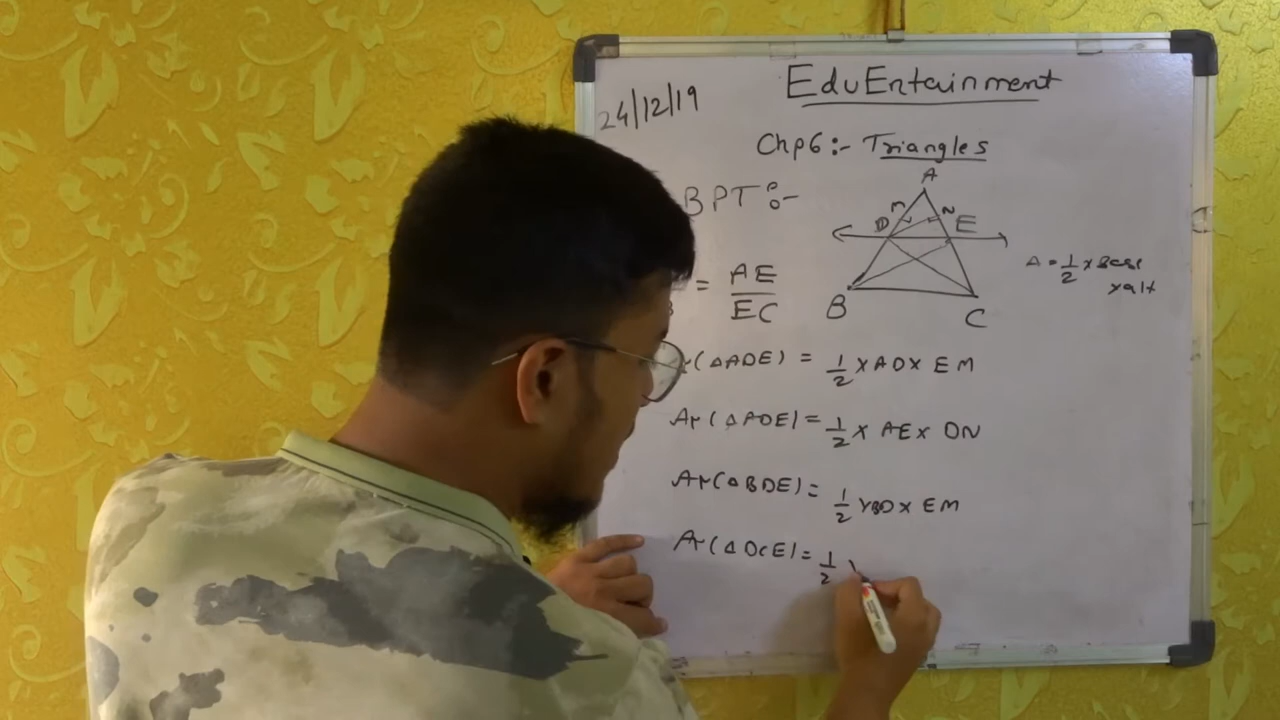 EduEntainment
24/12/19
Chp6:- Triangles
BPT:-
A
M N
D E
B C
= AE/EC
A = 1/2 x Base
x alt
Ar(△ADE) = 1/2 x AD x EM
Ar(△ADE) = 1/2 x AE x DN
Ar(△BDE) = 1/2 x BD x EM
Ar(△DCE) = 1/2 x